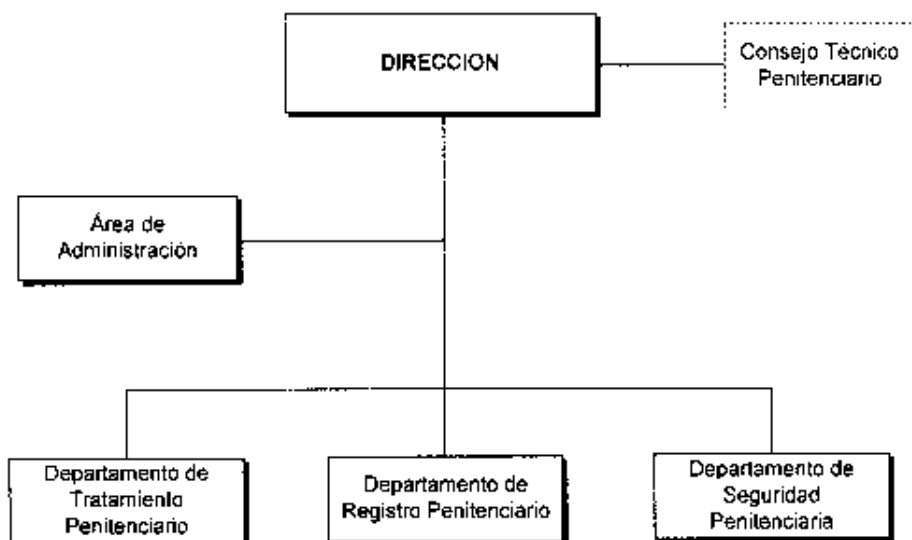 DIRECCION
Consejo Técnico
Penitenciario
Área de
Administración
Departamento de
Tratamiento
Penitenciario
Departamento de
Registro Penitenciario
Departamento de
Seguridad
Penitenciaria